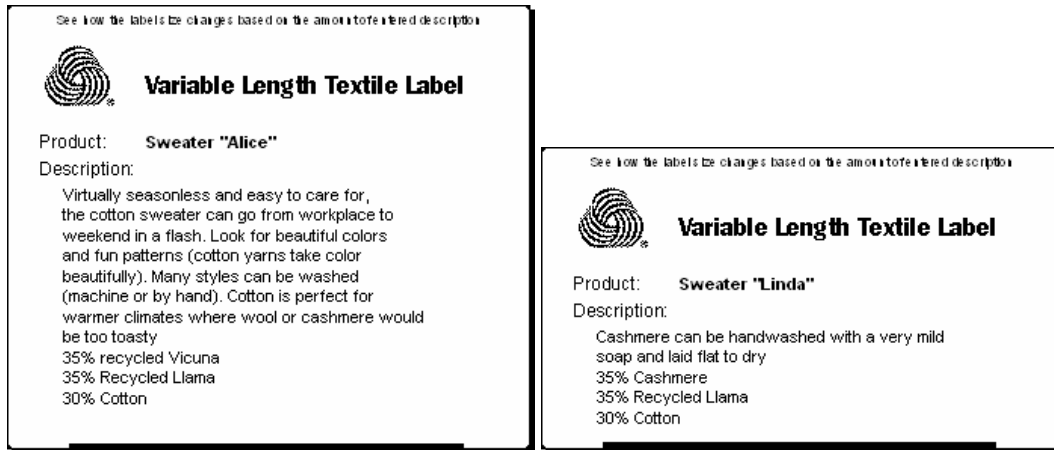 See how the label size changes based on the amount of entered description
Variable Length Textile Label
Product: Sweater "Alice"
Description:
Virtually seasonless and easy to care for,
the cotton sweater can go from workplace to
weekend in a flash. Look for beautiful colors
and fun patterns (cotton yarns take color
beautifully). Many styles can be washed
(machine or by hand). Cotton is perfect for
warmer climates where wool or cashmere would
be too toasty
35% recycled Vicuna
35% Recycled Llama
30% Cotton
See how the label size changes based on the amount of entered description
Variable Length Textile Label
Product: Sweater "Linda"
Description:
Cashmere can be handwashed with a very mild
soap and laid flat to dry
35% Cashmere
35% Recycled Llama
30% Cotton